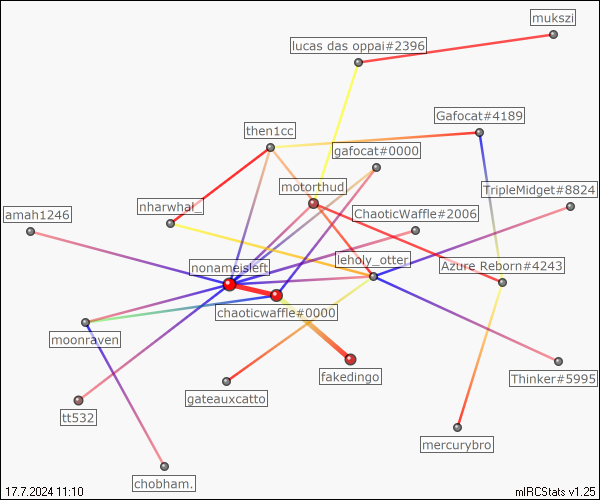 mukszi
lucas das oppai#2396
Gafocat#4189
then1cc
gafocat#0000
motorthud
TripleMidget#8824
nharwhal_
amah1246
ChaoticWaffle#2006
nonameisleft
leholy_otter
Azure Reborn#4243
chaoticwaffle#0000
moonraven
fakedingo
Thinker#5995
gateauxcatto
tt532
mercurybro
chobham.
17.7.2024 11:10
mIRCStats v1.25